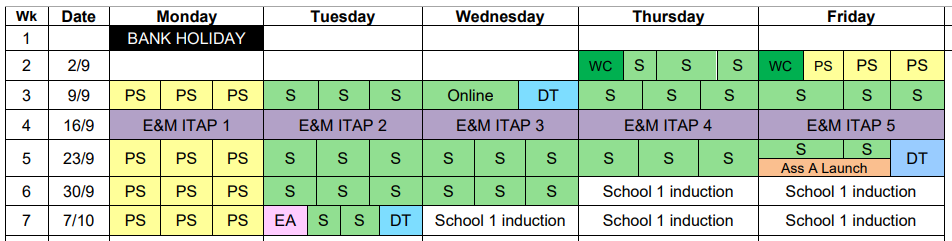 Wk Date Monday Tuesday Wednesday Thursday Friday
1 BANK HOLIDAY
2 2/9 WC S S S WC PS PS PS
3 9/9 PS PS PS S S S Online DT S S S S S S
4 16/9 E&M ITAP 1 E&M ITAP 2 E&M ITAP 3 E&M ITAP 4 E&M ITAP 5
5 23/9 PS PS PS S S S S S S S S S S S DT
Ass A Launch
6 30/9 PS PS PS S S S S S S School 1 induction School 1 induction
7 7/10 PS PS PS EA S S DT School 1 induction School 1 induction School 1 induction